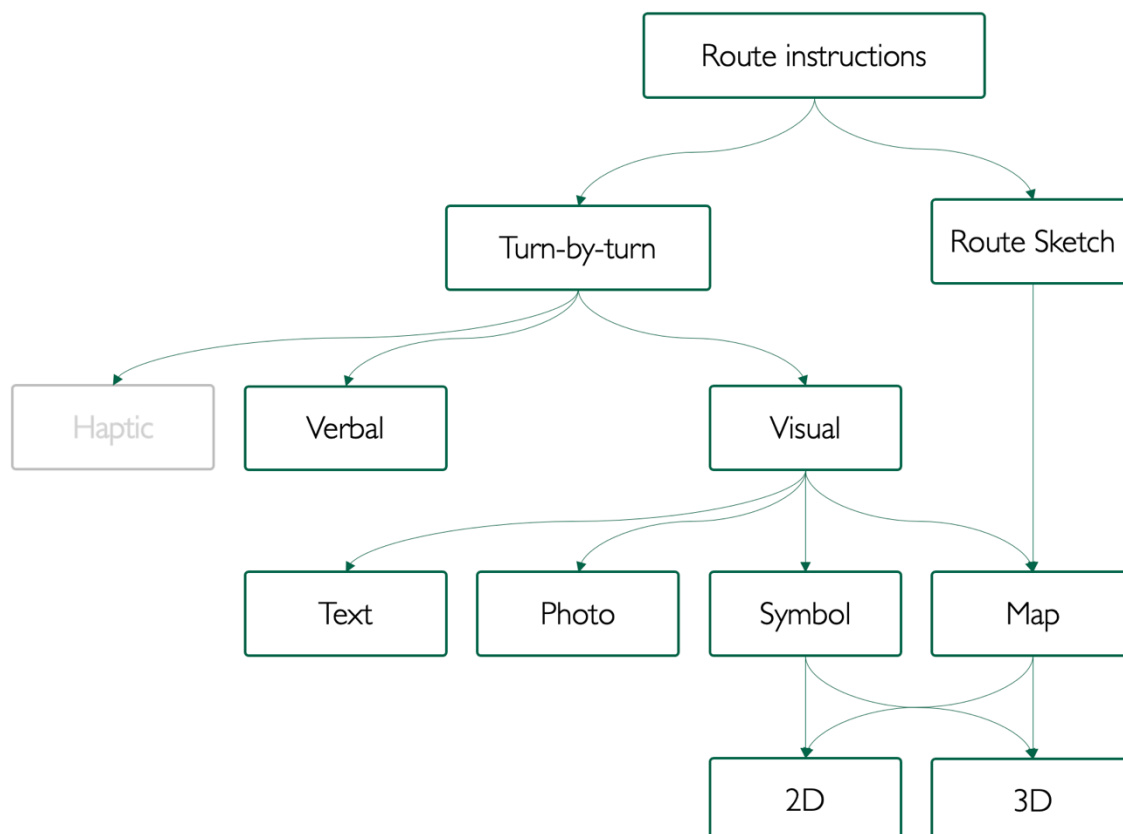 Route instructions
Turn-by-turn
Route Sketch
Haptic
Verbal
Visual
Text
Photo
Symbol
Map
2D
3D